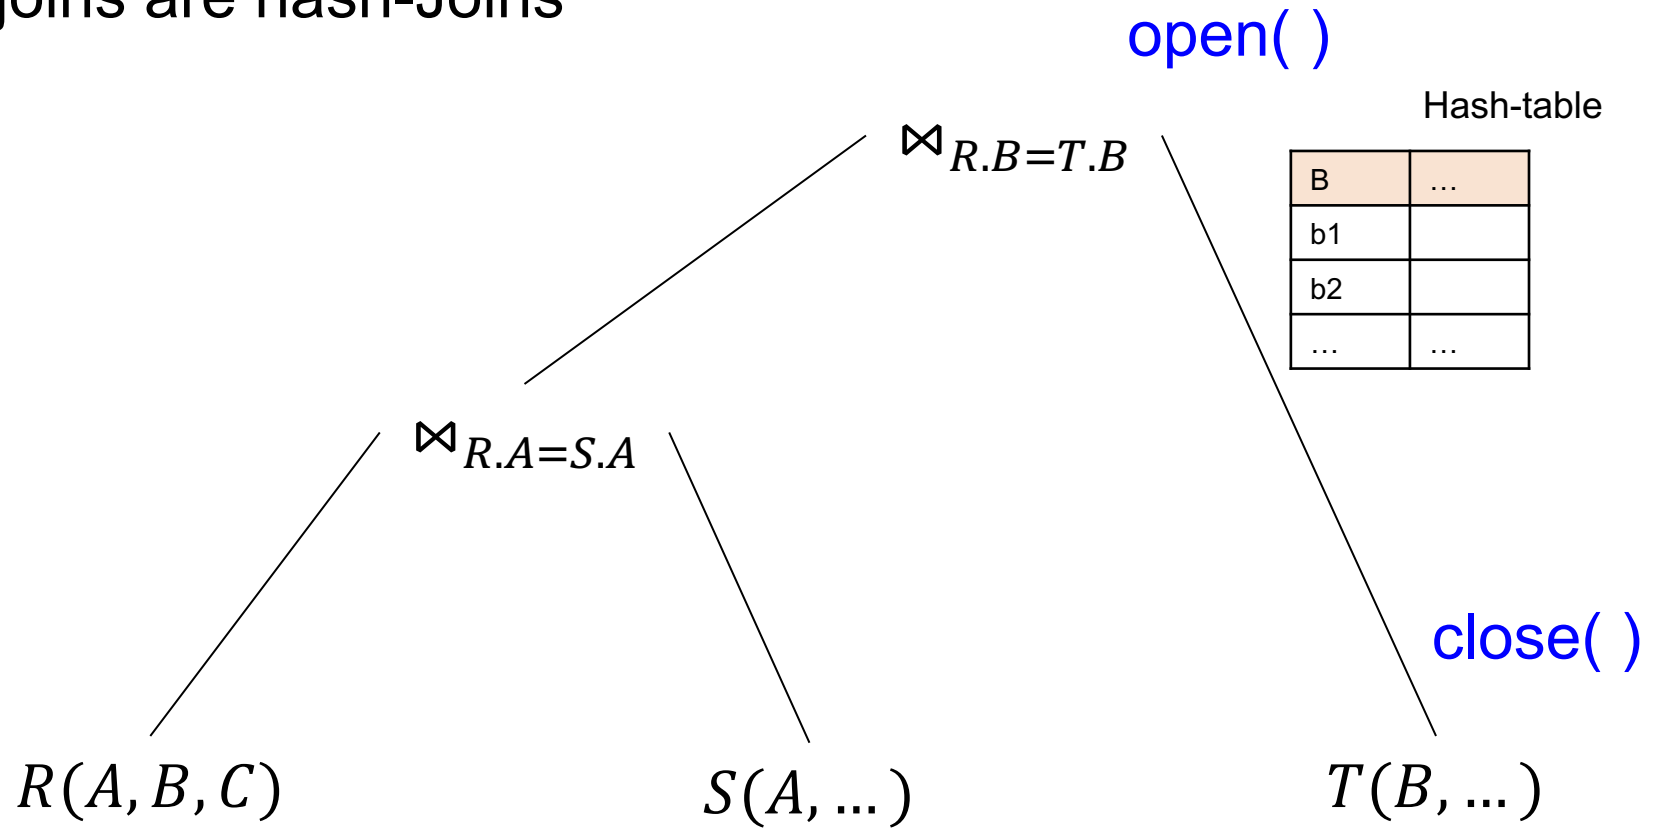 joins are hash-Joins
open( )
Hash-table
⋈R.B=T.B
B …
b1
b2
… …
⋈R.A=S.A
close( )
R(A, B, C)
S(A, … )
T(B, … )